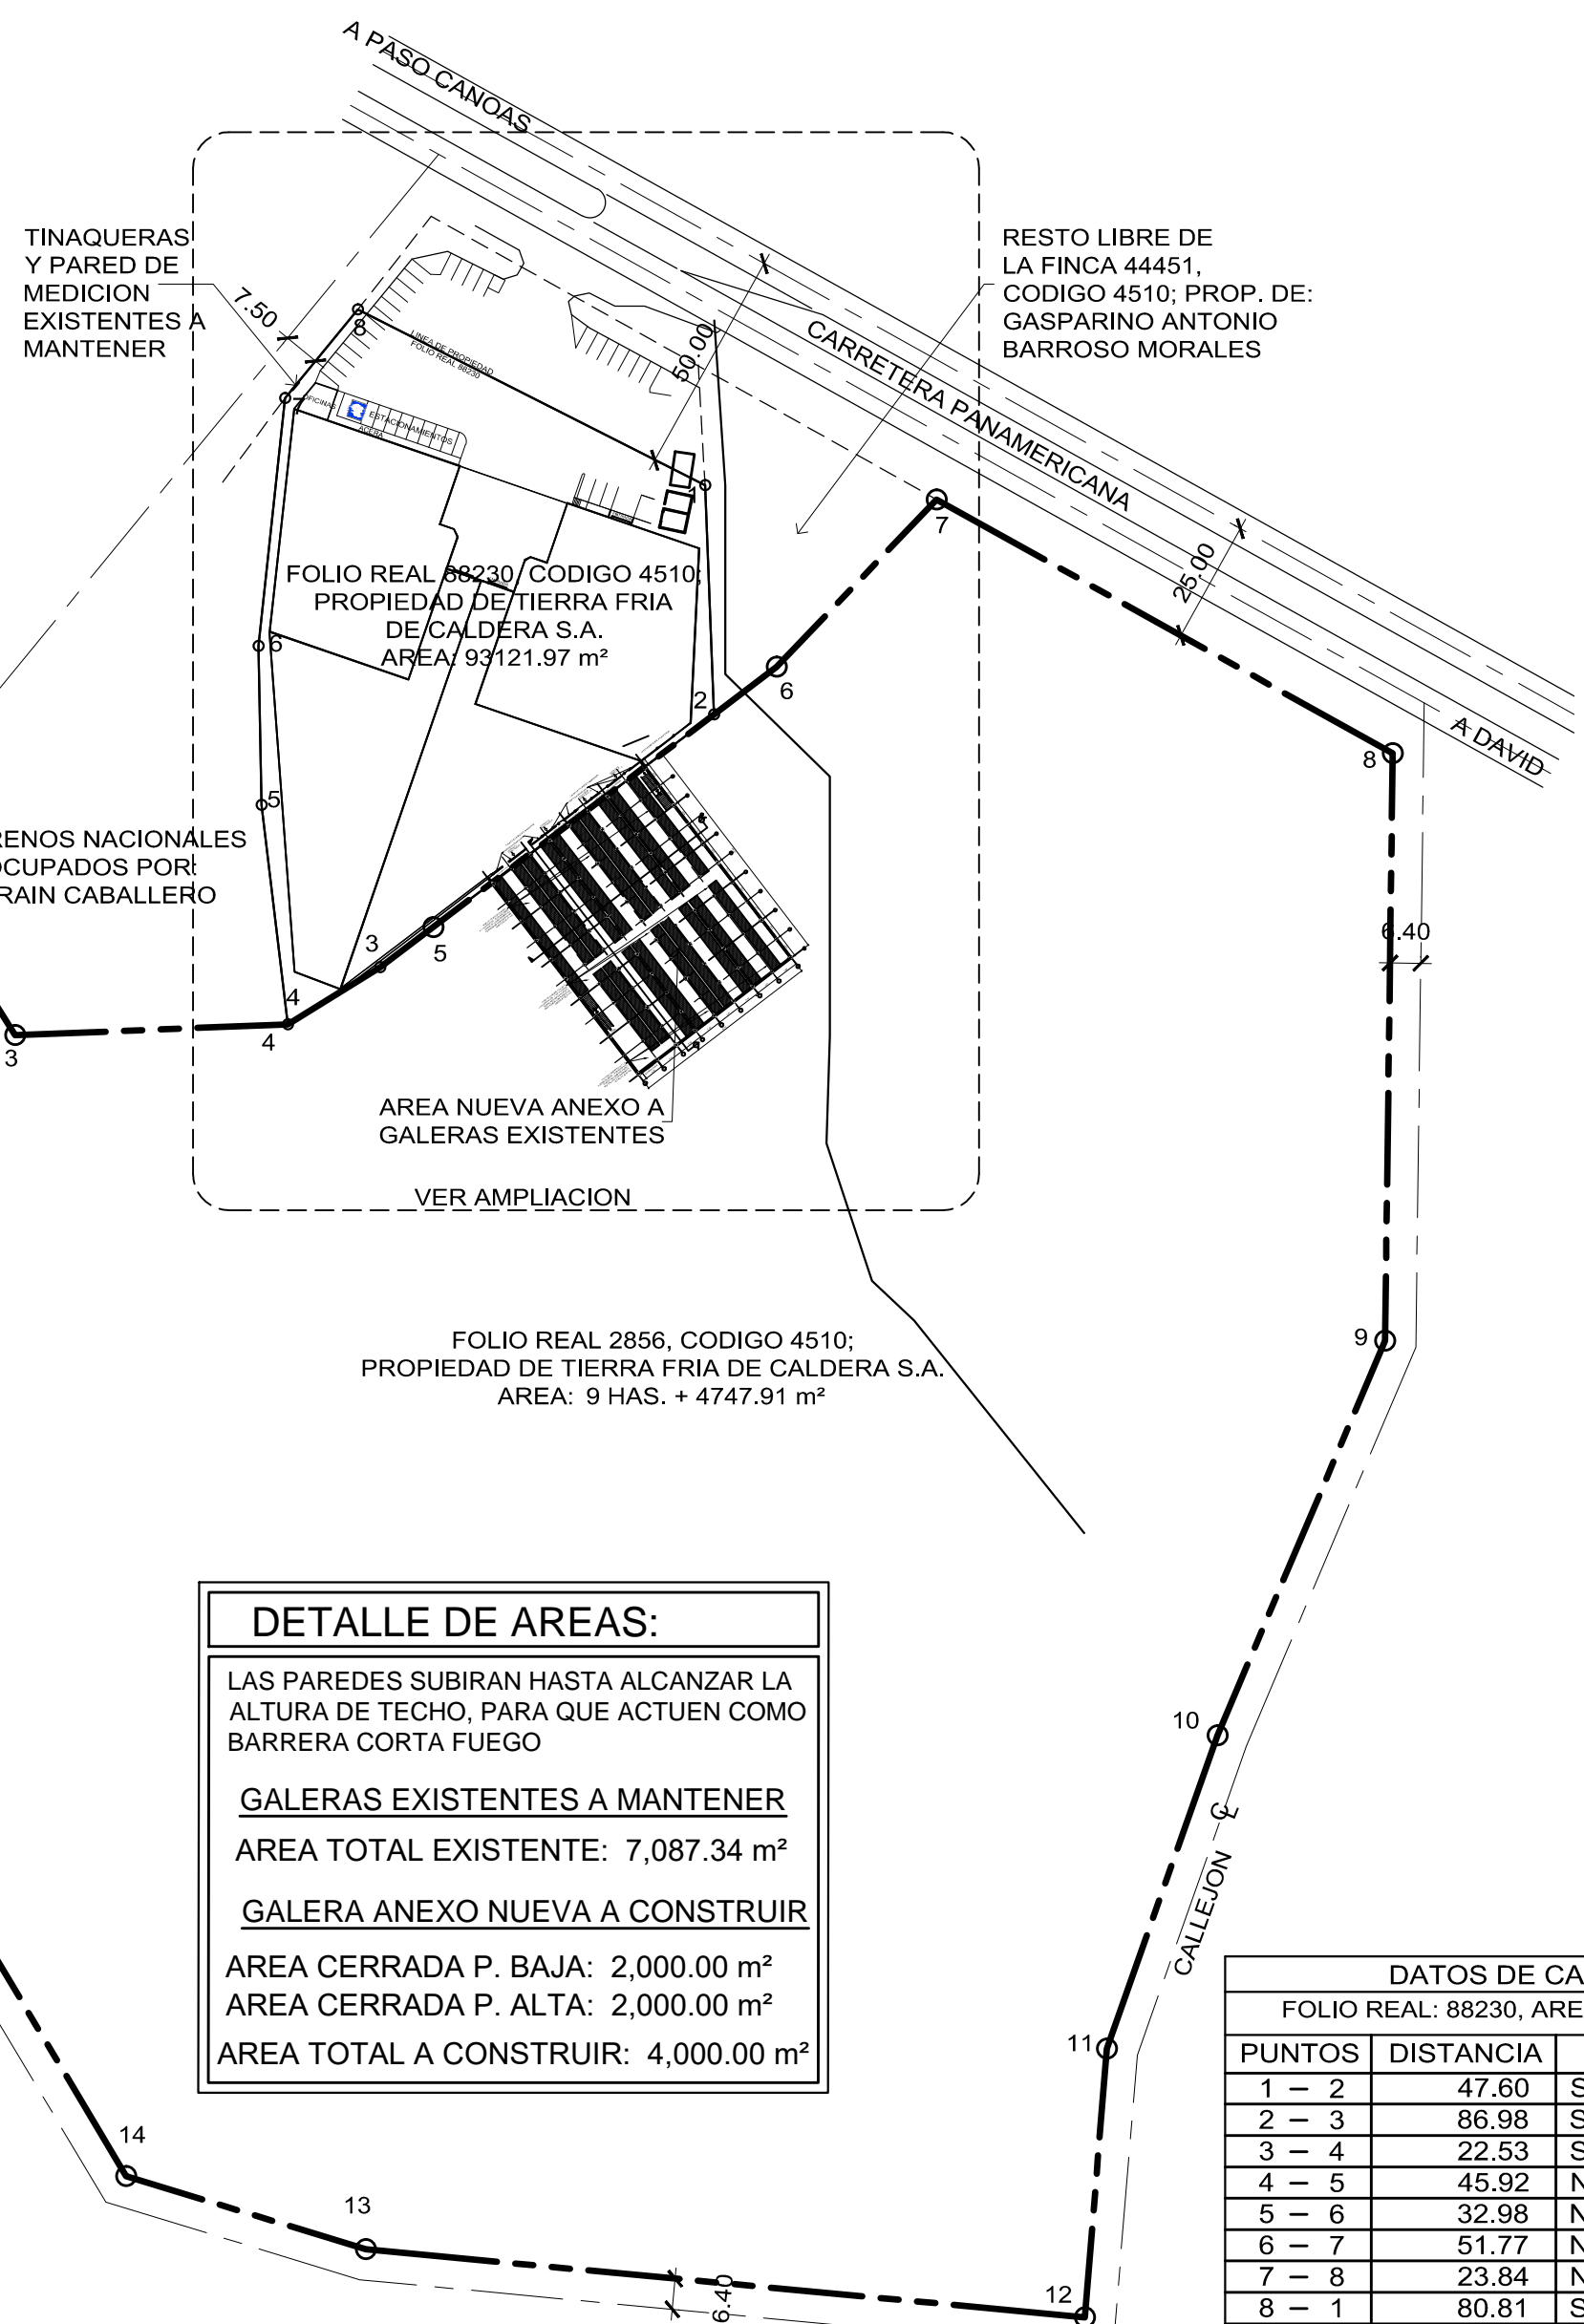 A PASO CANOAS
TINAQUERAS
Y PARED DE
MEDICION
EXISTENTES A
MANTENER
7.50
RESTO LIBRE DE
LA FINCA 44451,
CODIGO 4510; PROP. DE:
GASPARINO ANTONIO
BARROSO MORALES
8
LINEA DE PROPIEDAD
FOLIO REAL 88230
50.00
CARRETERA PANAMERICANA
OFICINAS
ESTACIONAMIENTOS
ACERA
1
7
7
25.00
FOLIO REAL 88230, CODIGO 4510;
PROPIEDAD DE TIERRA FRIA
DE CALDERA S.A.
AREA: 93121.97 m²
6
6
2
A DAVID
8
5
RENOS NACIONALES
OCUPADOS POR:
RAIN CABALLERO
6.40
3
5
4
4
3
AREA NUEVA ANEXO A
GALERAS EXISTENTES
VER AMPLIACION
9
FOLIO REAL 2856, CODIGO 4510;
PROPIEDAD DE TIERRA FRIA DE CALDERA S.A.
AREA: 9 HAS. + 4747.91 m²
DETALLE DE AREAS:
LAS PAREDES SUBIRAN HASTA ALCANZAR LA
ALTURA DE TECHO, PARA QUE ACTUEN COMO
BARRERA CORTA FUEGO
GALERAS EXISTENTES A MANTENER
AREA TOTAL EXISTENTE: 7,087.34 m²
GALERA ANEXO NUEVA A CONSTRUIR
AREA CERRADA P. BAJA: 2,000.00 m²
AREA CERRADA P. ALTA: 2,000.00 m²
AREA TOTAL A CONSTRUIR: 4,000.00 m²
10
CALLEJON CL
11
14
13
6.40
12
DATOS DE CA
FOLIO REAL: 88230, ARE
PUNTOS DISTANCIA
1 – 2 47.60 S
2 – 3 86.98 S
3 – 4 22.53 S
4 – 5 45.92 N
5 – 6 32.98 N
6 – 7 51.77 N
7 – 8 23.84 N
8 – 1 80.81 S